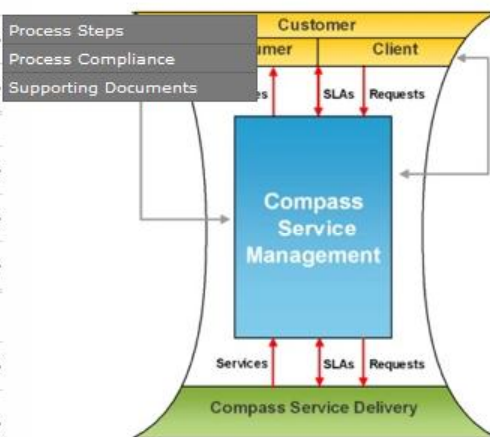 Process Steps
Process Compliance
Supporting Documents
Customer
Client
SLAs
Requests
Compass
Service
Management
Services
SLAs
Requests
Compass Service Delivery